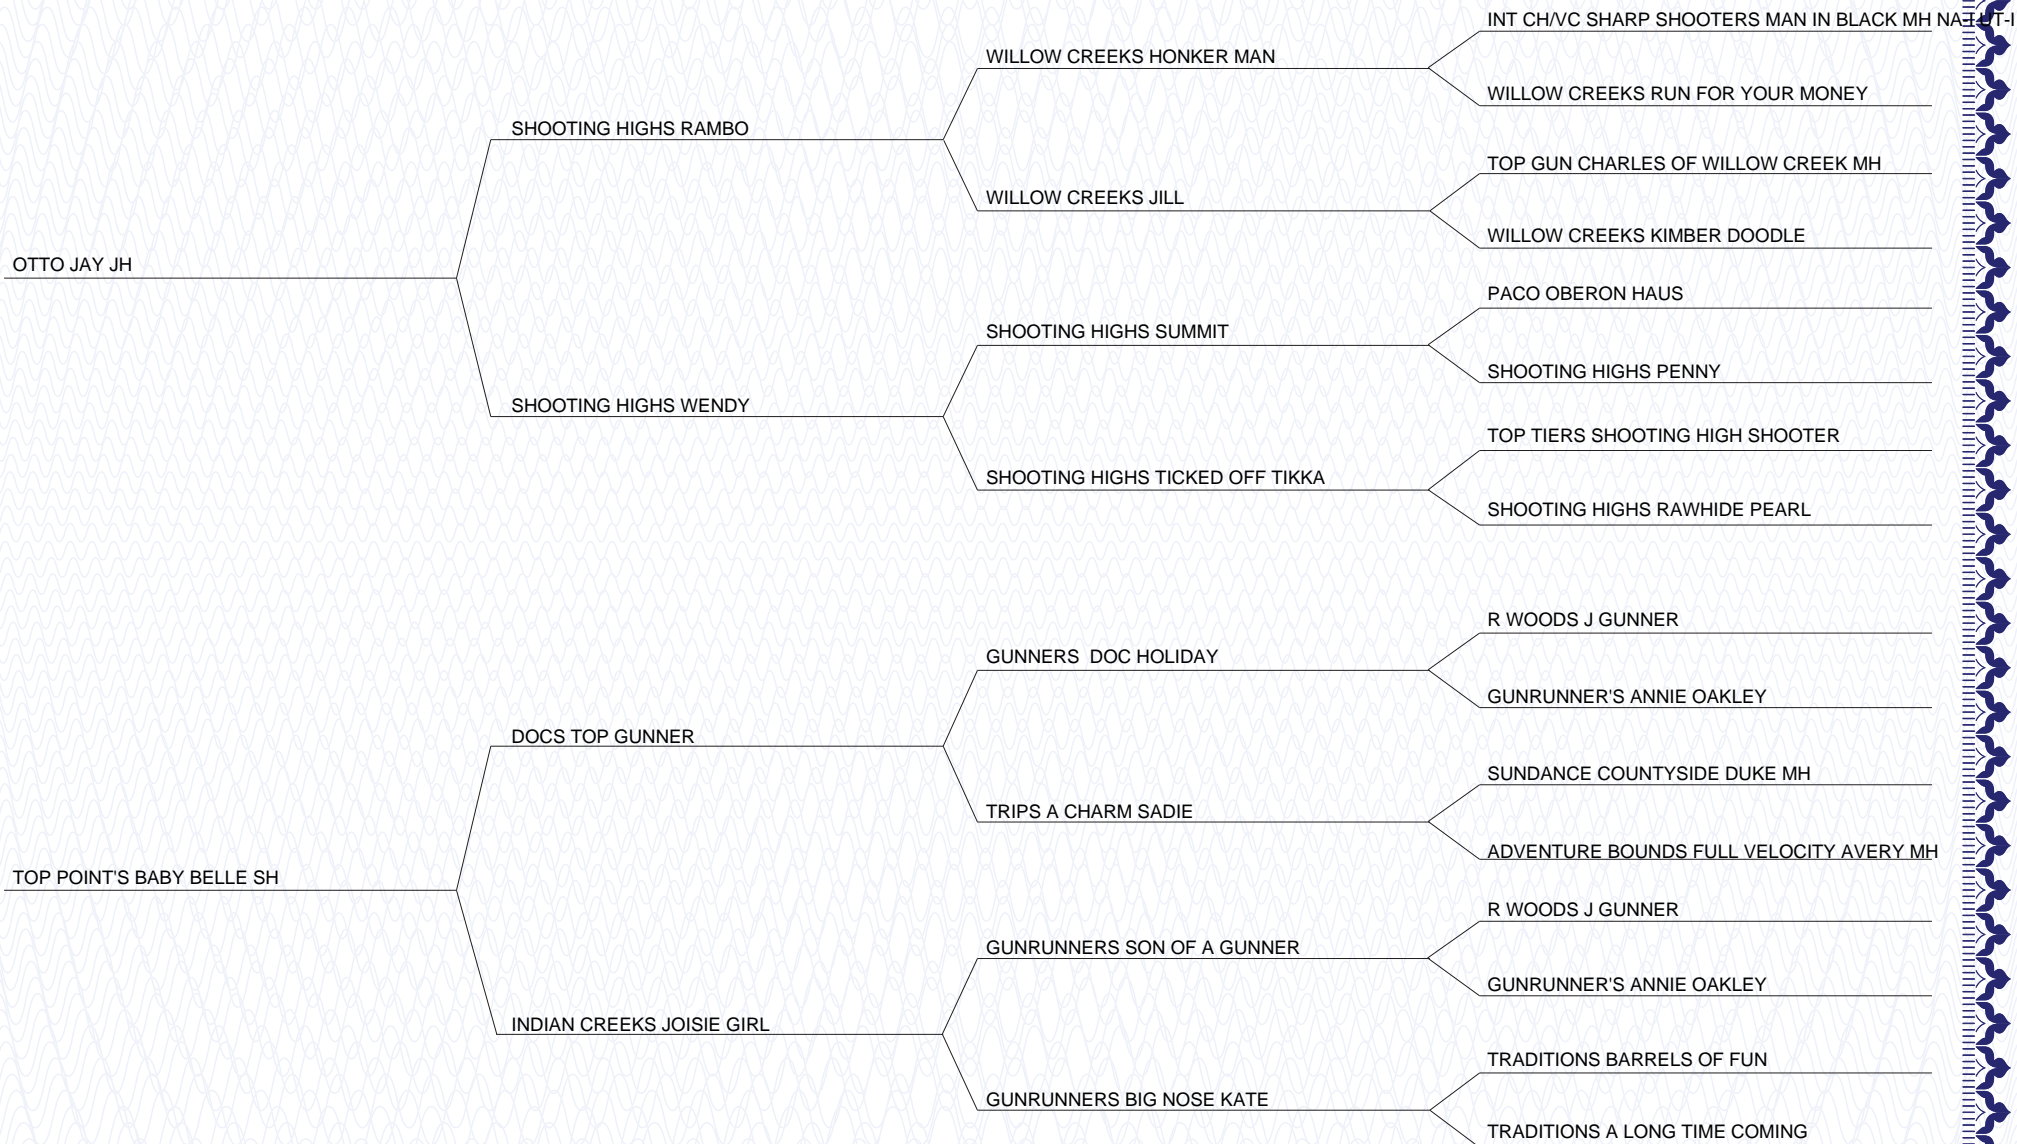 INT CH/VC SHARP SHOOTERS MAN IN BLACK MH NA-I UT-I
WILLOW CREEKS HONKER MAN
WILLOW CREEKS RUN FOR YOUR MONEY
SHOOTING HIGHS RAMBO
TOP GUN CHARLES OF WILLOW CREEK MH
WILLOW CREEKS JILL
WILLOW CREEKS KIMBER DOODLE
OTTO JAY JH
PACO OBERON HAUS
SHOOTING HIGHS SUMMIT
SHOOTING HIGHS PENNY
SHOOTING HIGHS WENDY
TOP TIERS SHOOTING HIGH SHOOTER
SHOOTING HIGHS TICKED OFF TIKKA
SHOOTING HIGHS RAWHIDE PEARL
R WOODS J GUNNER
GUNNERS  DOC HOLIDAY
GUNRUNNER'S ANNIE OAKLEY
DOCS TOP GUNNER
SUNDANCE COUNTYSIDE DUKE MH
TRIPS A CHARM SADIE
ADVENTURE BOUNDS FULL VELOCITY AVERY MH
TOP POINT'S BABY BELLE SH
R WOODS J GUNNER
GUNRUNNERS SON OF A GUNNER
GUNRUNNER'S ANNIE OAKLEY
INDIAN CREEKS JOISIE GIRL
TRADITIONS BARRELS OF FUN
GUNRUNNERS BIG NOSE KATE
TRADITIONS A LONG TIME COMING